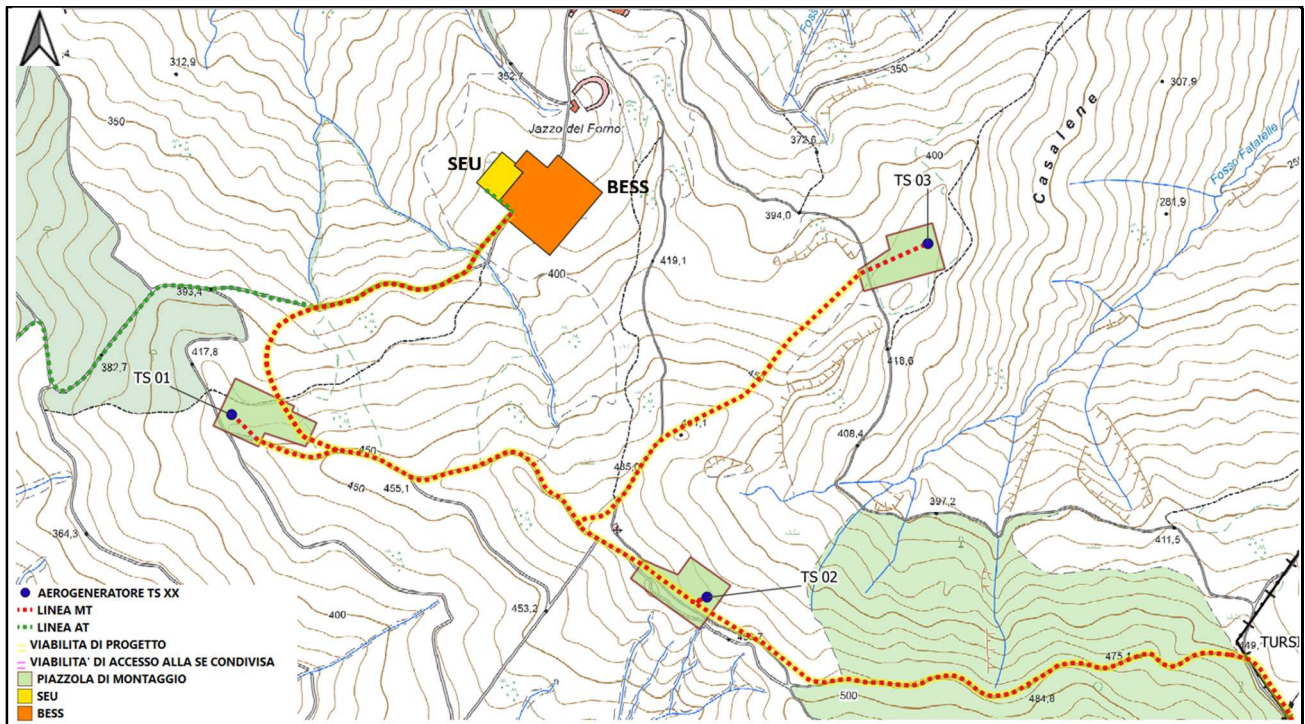 312,9
350
352,7
Jazzo del Forno
SEU
BESS
350
372,6
400
TS 03
394,0
Casalene
307,9
Fosso Fatatelle
281,9
419,1
400
393,4
382,7
417,8
TS 01
418,6
408,4
450
450
455,1
397,2
411,5
364,3
TS 02
453,2
400
500
475,1
484,8
TURSI
AEROGENERATORE TS XX
LINEA MT
LINEA AT
VIABILITA DI PROGETTO
VIABILITA' DI ACCESSO ALLA SE CONDIVISA
PIAZZOLA DI MONTAGGIO
SEU
BESS